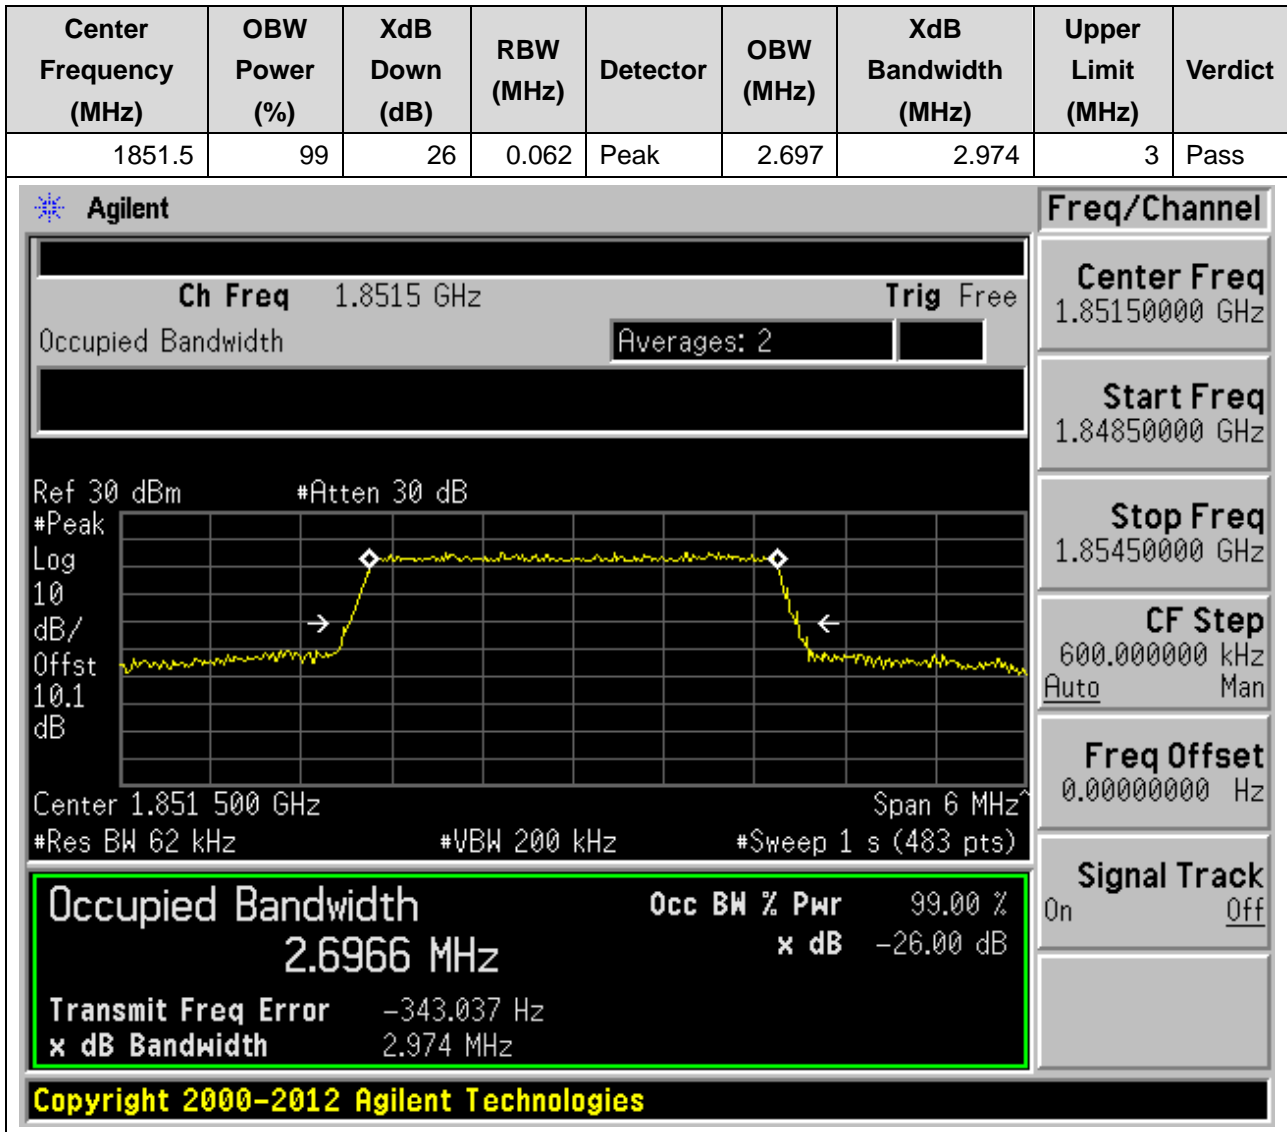 Center Frequency (MHz) OBW Power (%) XdB Down (dB) RBW (MHz) Detector OBW (MHz) XdB Bandwidth (MHz) Upper Limit (MHz) Verdict
1851.5 99 26 0.062 Peak 2.697 2.974 3 Pass
Agilent
Ch Freq 1.8515 GHz Trig Free
Occupied Bandwidth Averages: 2
Ref 30 dBm #Atten 30 dB
#Peak
Log
10
dB/
Offst
10.1
dB
Center 1.851 500 GHz Span 6 MHz^
#Res BW 62 kHz #VBW 200 kHz #Sweep 1 s (483 pts)
Occupied Bandwidth Occ BW % Pwr 99.00 %
2.6966 MHz x dB -26.00 dB
Transmit Freq Error -343.037 Hz
x dB Bandwidth 2.974 MHz
Freq/Channel
Center Freq
1.85150000 GHz
Start Freq
1.84850000 GHz
Stop Freq
1.85450000 GHz
CF Step
600.000000 kHz
Auto Man
Freq Offset
0.00000000 Hz
Signal Track
On Off
Copyright 2000-2012 Agilent Technologies